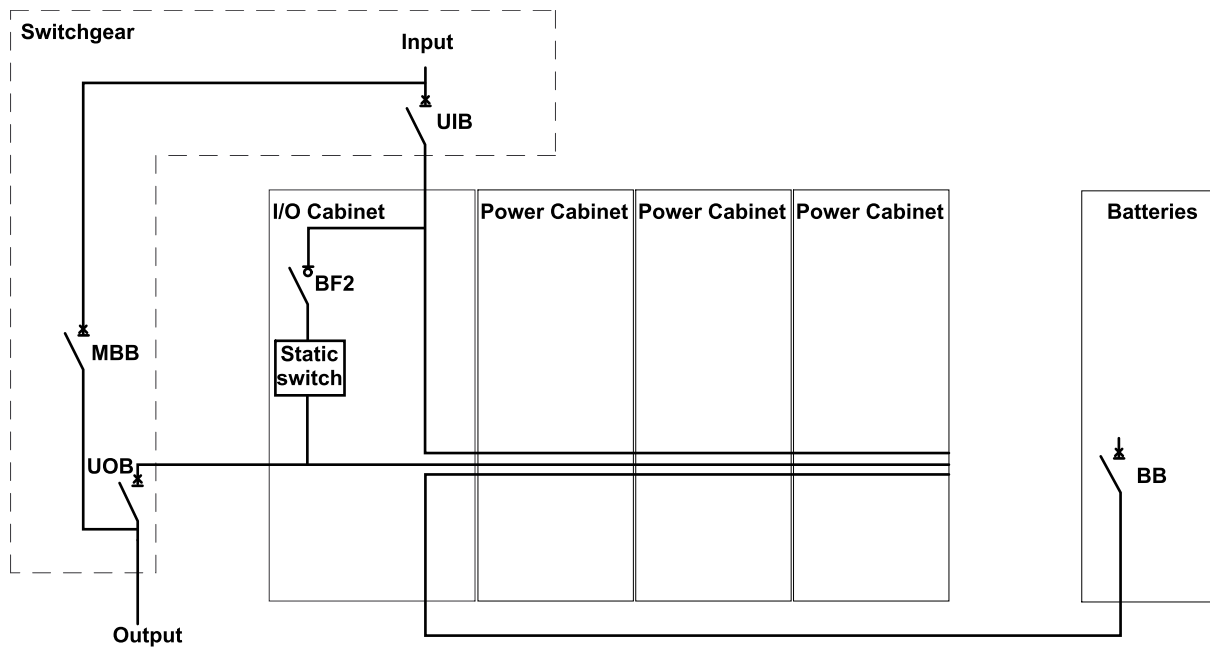 Switchgear
Input
UIB
I/O Cabinet
Power Cabinet
Power Cabinet
Power Cabinet
Batteries
BF2
Static
switch
MBB
UOB
BB
Output